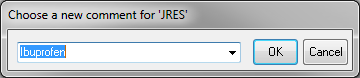 Choose a new comment for 'JRES'
Ibuprofen
OK
Cancel